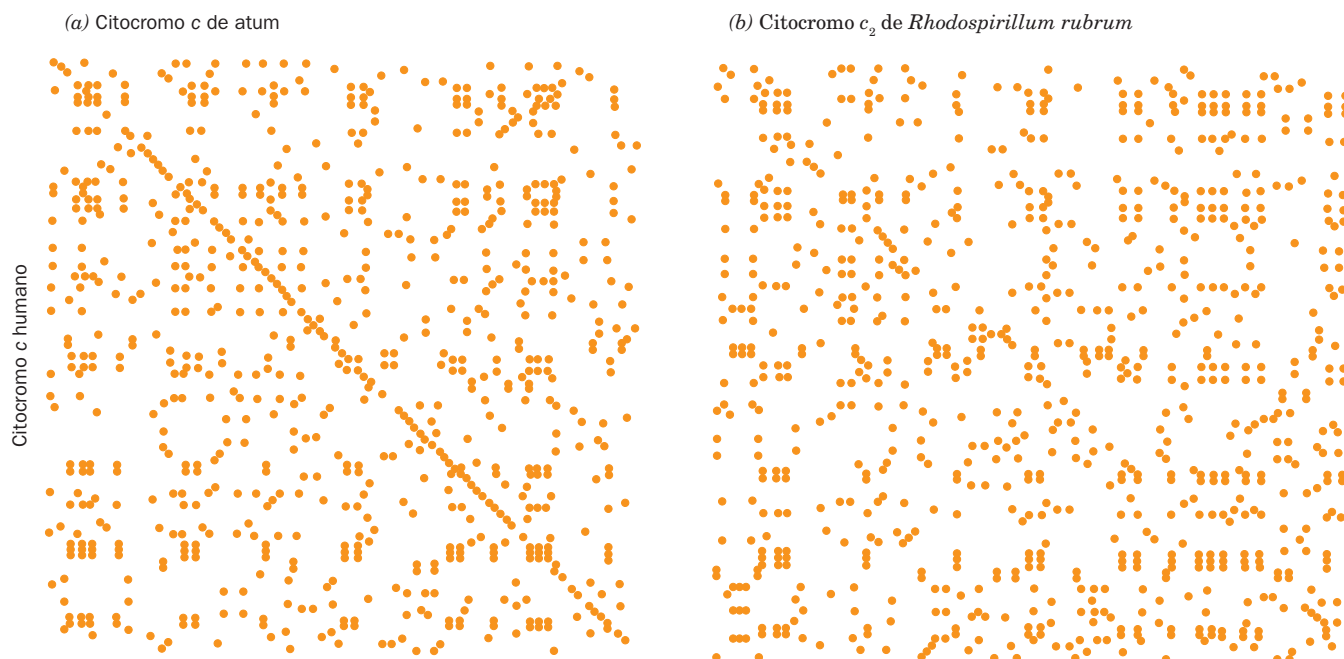 (a) Citocromo c de atum
(b) Citocromo c₂ de Rhodospirillum rubrum
Citocromo c humano